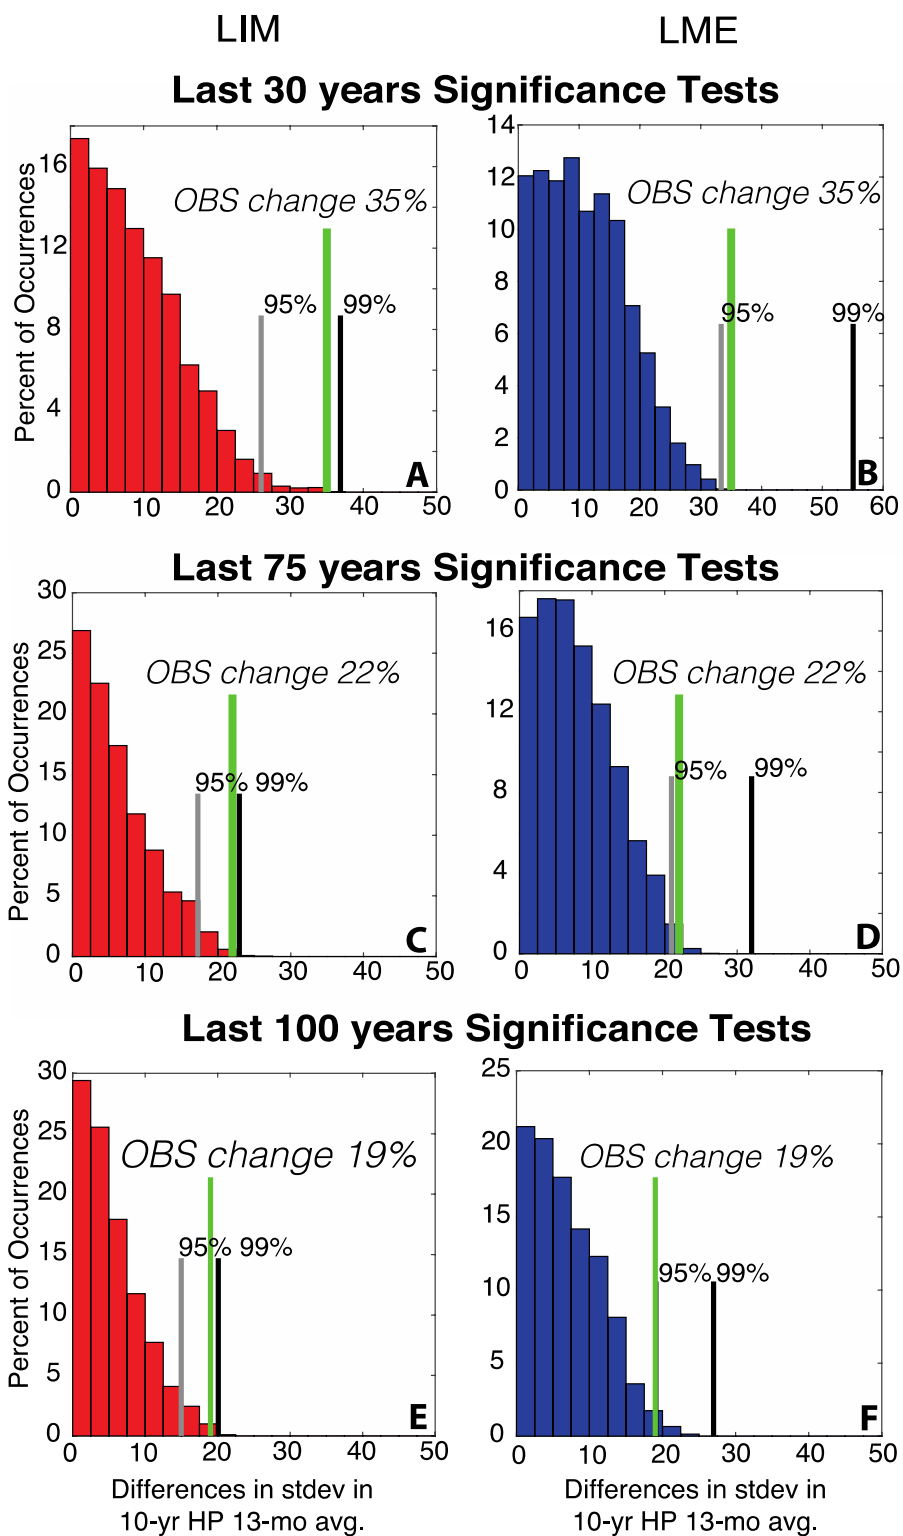 LIM LME
Last 30 years Significance Tests
Percent of Occurrences
16
12
8
4
0
0 10 20 30 40 50
OBS change 35%
95% 99%
A
14
12
10
8
6
4
2
0
0 10 20 30 40 50 60
OBS change 35%
95% 99%
B
Last 75 years Significance Tests
Percent of Occurrences
30
25
20
15
10
5
0
0 10 20 30 40 50
OBS change 22%
95% 99%
C
16
12
8
4
0
0 10 20 30 40 50
OBS change 22%
95% 99%
D
Last 100 years Significance Tests
Percent of Occurrences
30
25
20
15
10
5
0
0 10 20 30 40 50
OBS change 19%
95% 99%
E
Differences in stdev in
10-yr HP 13-mo avg.
25
20
15
10
5
0
0 10 20 30 40 50
OBS change 19%
95% 99%
F
Differences in stdev in
10-yr HP 13-mo avg.